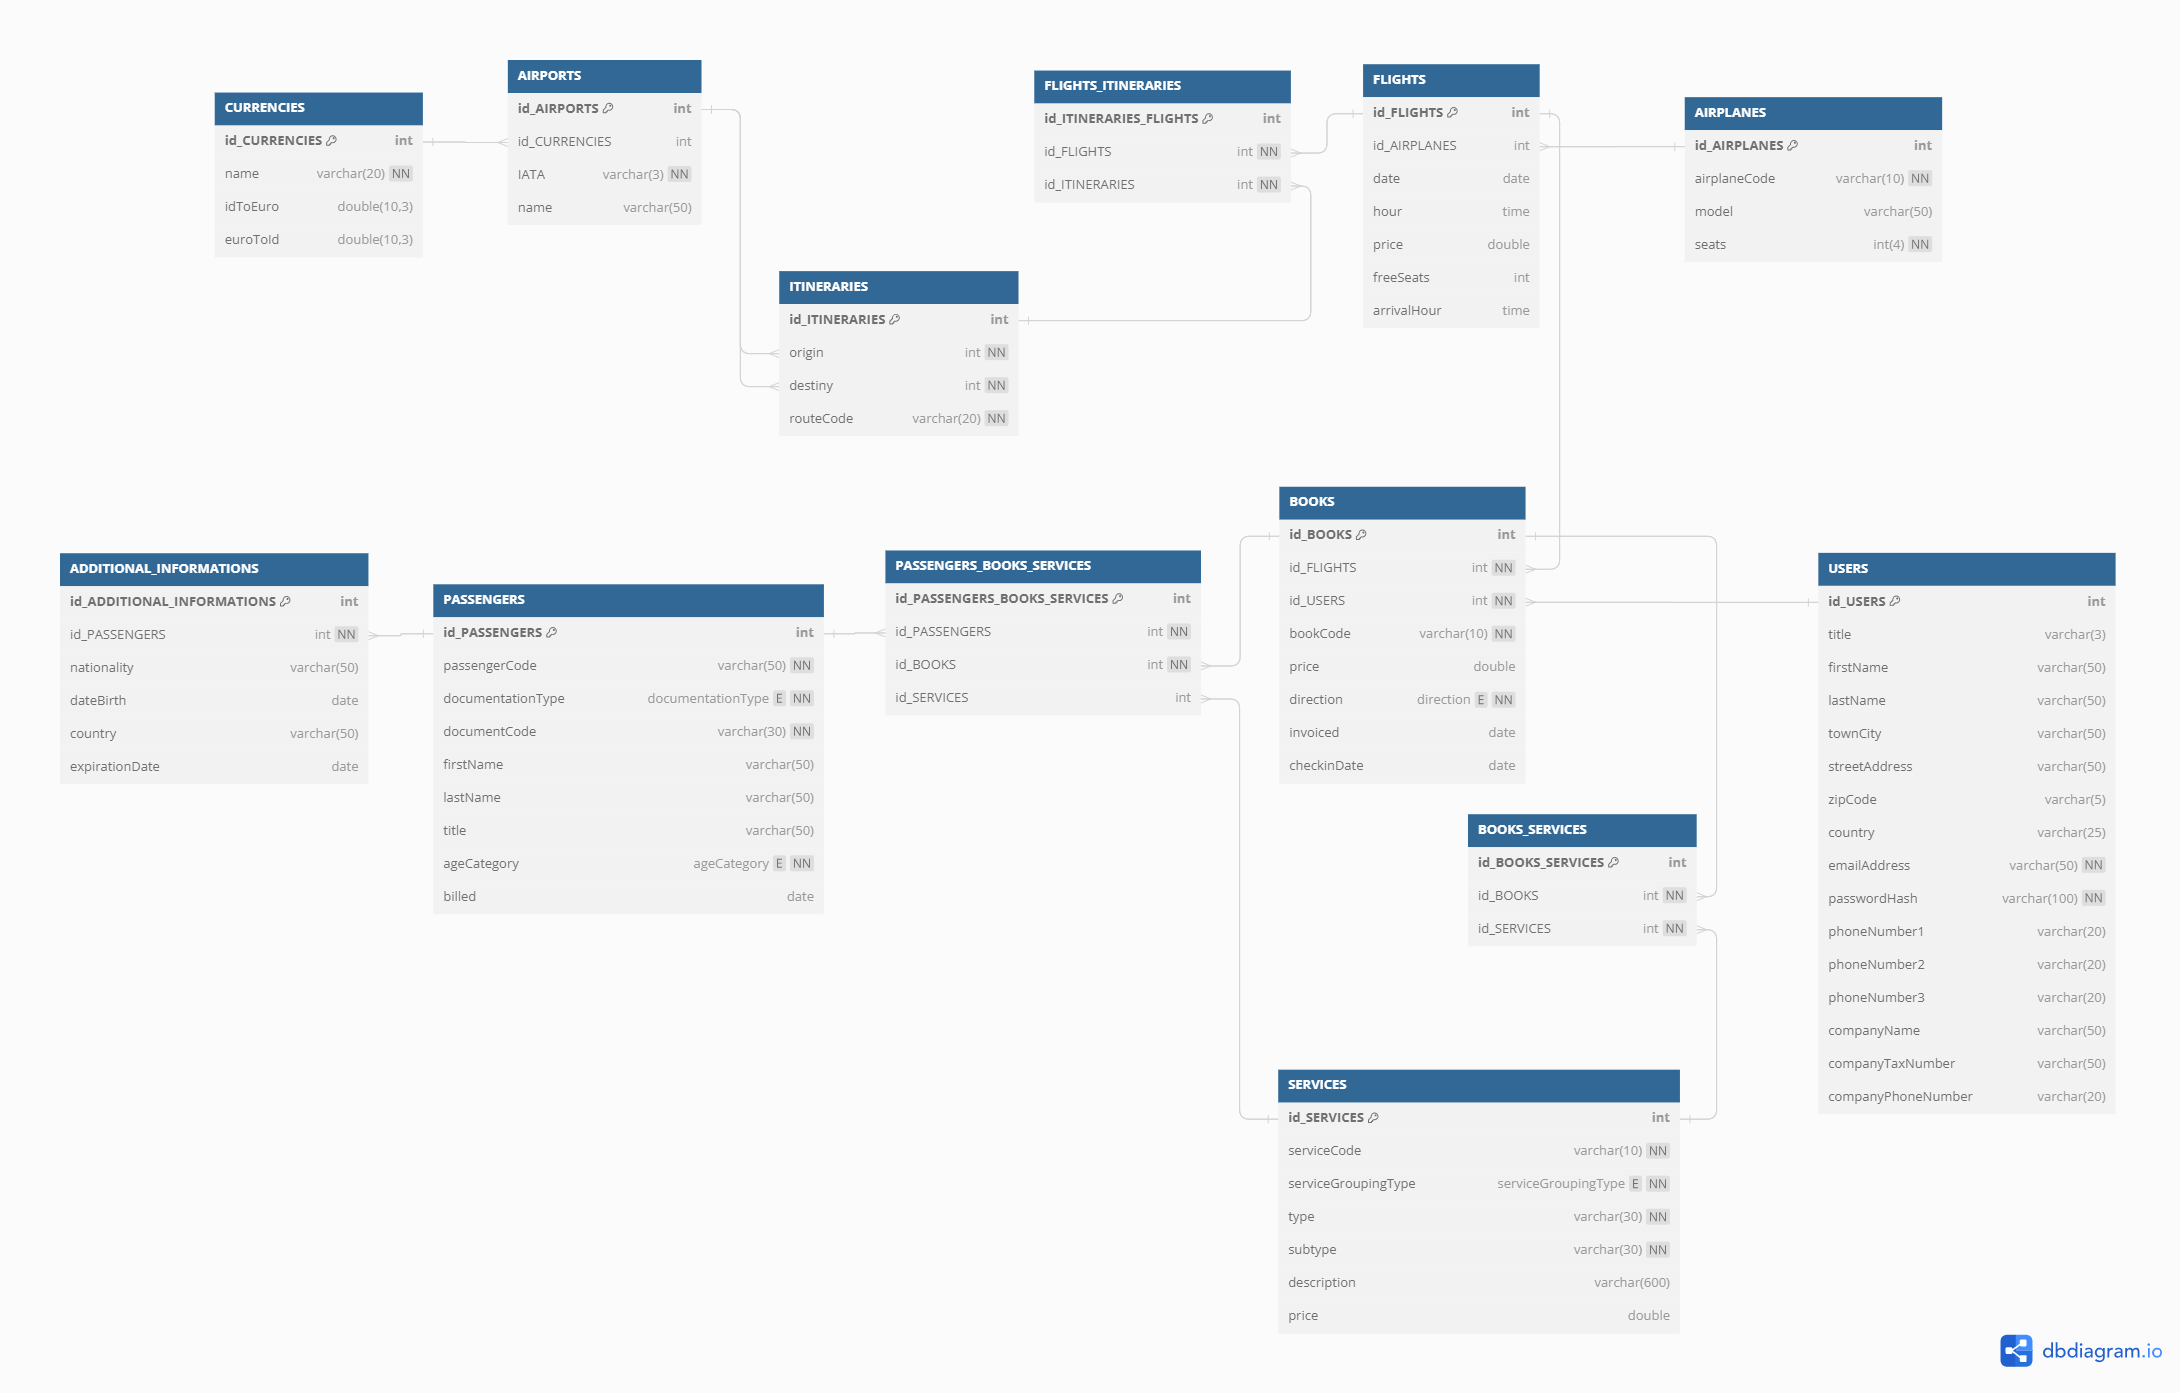 CURRENCIES
id_CURRENCIES int
name varchar(20) NN
idToEuro double(10,3)
euroToId double(10,3)
AIRPORTS
id_AIRPORTS int
id_CURRENCIES int
IATA varchar(3) NN
name varchar(50)
FLIGHTS_ITINERARIES
id_ITINERARIES_FLIGHTS int
id_FLIGHTS int NN
id_ITINERARIES int NN
FLIGHTS
id_FLIGHTS int
id_AIRPLANES int
date date
hour time
price double
freeSeats int
arrivalHour time
AIRPLANES
id_AIRPLANES int
airplaneCode varchar(10) NN
model varchar(50)
seats int(4) NN
ITINERARIES
id_ITINERARIES int
origin int NN
destiny int NN
routeCode varchar(20) NN
ADDITIONAL_INFORMATIONS
id_ADDITIONAL_INFORMATIONS int
id_PASSENGERS int NN
nationality varchar(50)
dateBirth date
country varchar(50)
expirationDate date
PASSENGERS
id_PASSENGERS int
passengerCode varchar(50) NN
documentationType documentationType E NN
documentCode varchar(30) NN
firstName varchar(50)
lastName varchar(50)
title varchar(50)
ageCategory ageCategory E NN
billed date
PASSENGERS_BOOKS_SERVICES
id_PASSENGERS_BOOKS_SERVICES int
id_PASSENGERS int NN
id_BOOKS int NN
id_SERVICES int
BOOKS
id_BOOKS int
id_FLIGHTS int NN
id_USERS int NN
bookCode varchar(10) NN
price double
direction direction E NN
invoiced date
checkinDate date
BOOKS_SERVICES
id_BOOKS_SERVICES int
id_BOOKS int NN
id_SERVICES int NN
USERS
id_USERS int
title varchar(3)
firstName varchar(50)
lastName varchar(50)
townCity varchar(50)
streetAddress varchar(50)
zipCode varchar(5)
country varchar(25)
emailAddress varchar(50) NN
passwordHash varchar(100) NN
phoneNumber1 varchar(20)
phoneNumber2 varchar(20)
phoneNumber3 varchar(20)
companyName varchar(50)
companyTaxNumber varchar(50)
companyPhoneNumber varchar(20)
SERVICES
id_SERVICES int
serviceCode varchar(10) NN
serviceGroupingType serviceGroupingType E NN
type varchar(30) NN
subtype varchar(30) NN
description varchar(600)
price double
dbdiagram.io